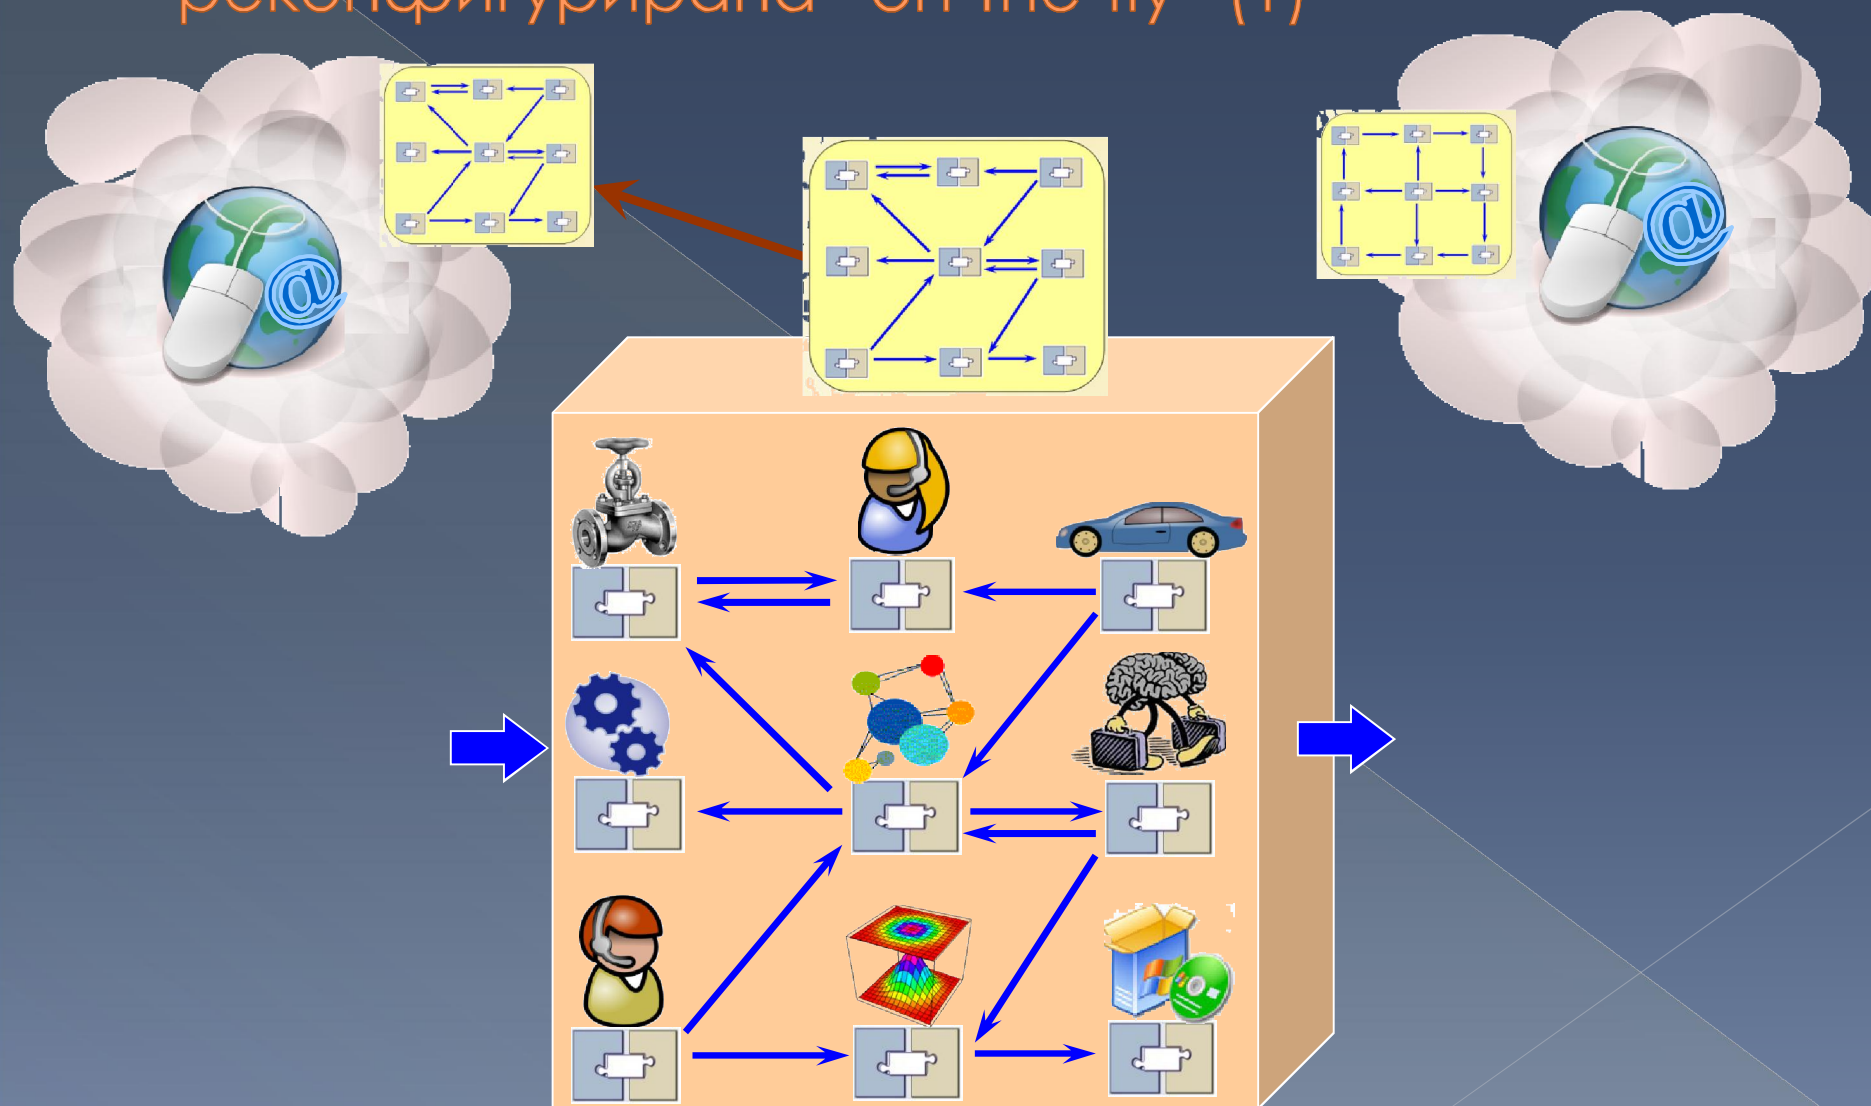 реконфигурирана "on-the-fly" (1)
@
@